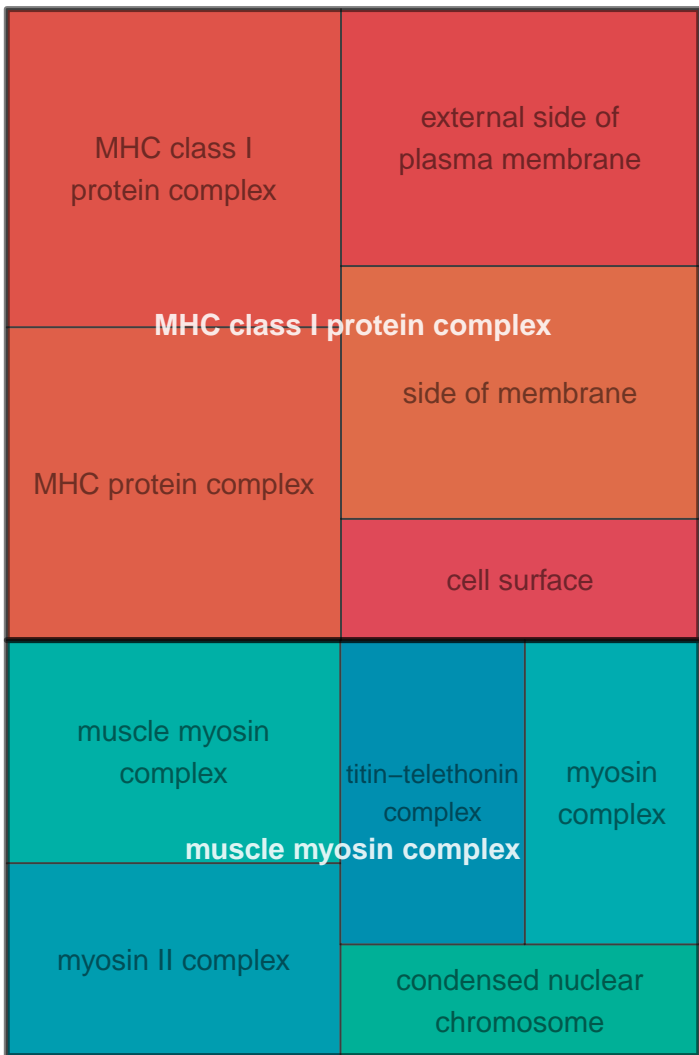 MHC class I
protein complex
external side of
plasma membrane
MHC class I protein complex
side of membrane
MHC protein complex
cell surface
muscle myosin
complex
titin−telethonin
complex
myosin
complex
muscle myosin complex
myosin II complex
condensed nuclear
chromosome